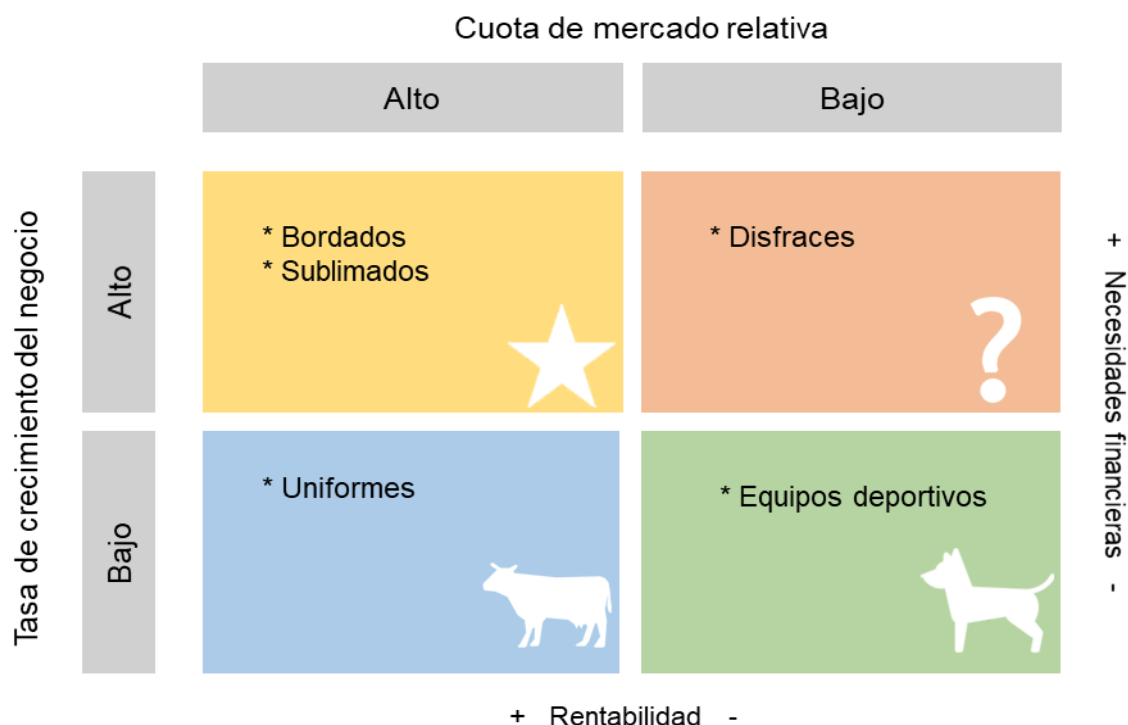 Cuota de mercado relativa
Alto
Bajo
Tasa de crecimiento del negocio
Alto
* Bordados
* Sublimados
* Disfraces
?
+ Necesidades financieras -
Bajo
* Uniformes
* Equipos deportivos
+ Rentabilidad -